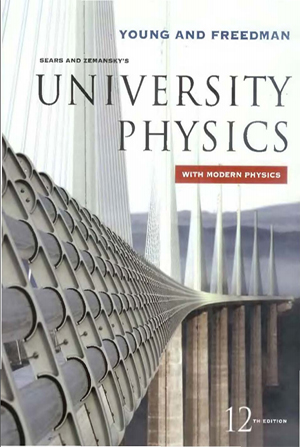 YOUNG AND FREEDMAN
SEARS AND ZEMANSKY'S
UNIVERSITY
PHYSICS
WITH MODERN PHYSICS
12TH EDITION